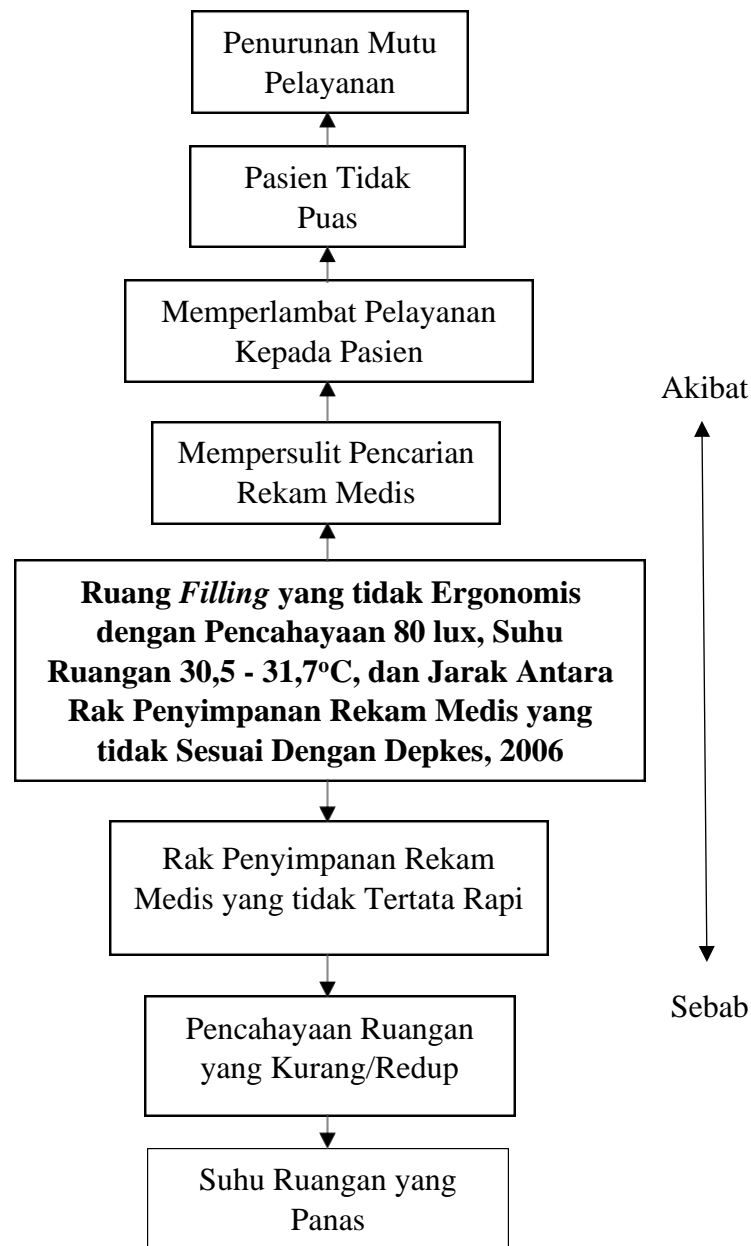 Penurunan Mutu
Pelayanan
Pasien Tidak
Puas
Memperlambat Pelayanan
Kepada Pasien
Akibat
Mempersulit Pencarian
Rekam Medis
Ruang Filling yang tidak Ergonomis
dengan Pencahayaan 80 lux, Suhu
Ruangan 30,5 - 31,7°C, dan Jarak Antara
Rak Penyimpanan Rekam Medis yang
tidak Sesuai Dengan Depkes, 2006
Rak Penyimpanan Rekam
Medis yang tidak Tertata Rapi
Sebab
Pencahayaan Ruangan
yang Kurang/Redup
Suhu Ruangan yang
Panas